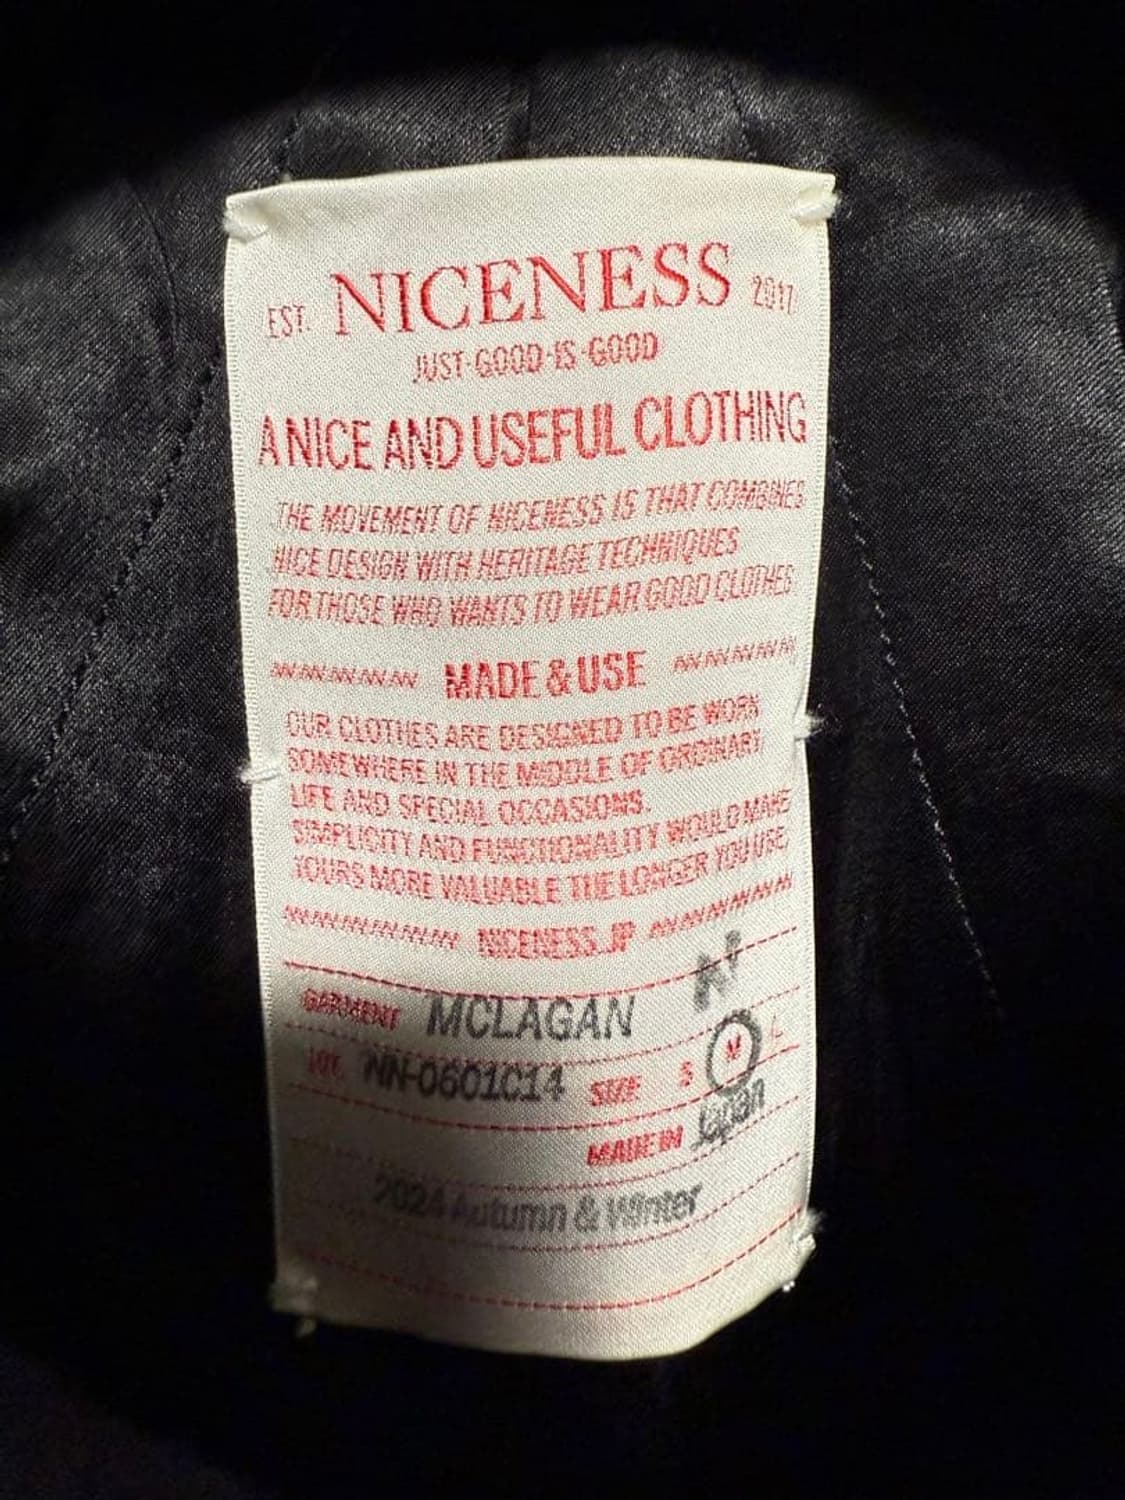 EST. NICENESS 2017
JUST·GOOD·IS·GOOD
A NICE AND USEFUL CLOTHING
THE MOVEMENT OF NICENESS IS THAT COMBINES
NICE DESIGN WITH HERITAGE TECHNIQUES
FOR THOSE WHO WANTS TO WEAR GOOD CLOTHES
MADE & USE
OUR CLOTHES ARE DESIGNED TO BE WORN
SOMEWHERE IN THE MIDDLE OF ORDINARY
LIFE AND SPECIAL OCCASIONS.
SIMPLICITY AND FUNCTIONALITY WOULD MAKE
YOURS MORE VALUABLE THE LONGER YOU USE.
NICENESS.JP
N
GARMENT MCLAGAN
LOT. NN-0601C14 SIZE S M L
MADE IN Japan
2024 Autumn & Winter